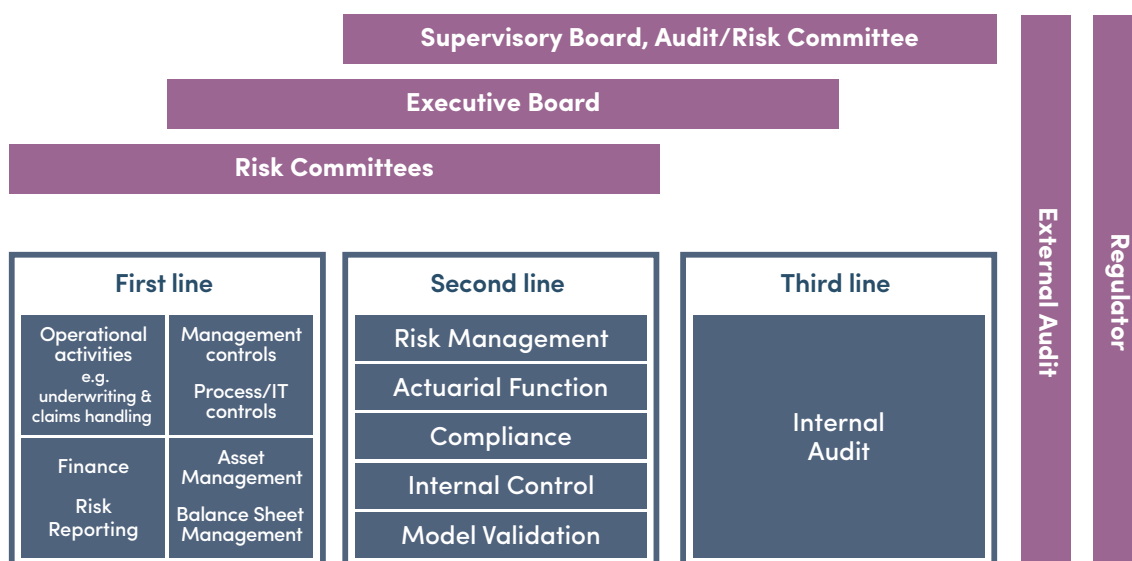 Supervisory Board, Audit/Risk Committee
Executive Board
Risk Committees
First line
Operational
activities
e.g.
underwriting &
claims handling
Management
controls
Process/IT
controls
Finance
Risk
Reporting
Asset
Management
Balance Sheet
Management
Second line
Risk Management
Actuarial Function
Compliance
Internal Control
Model Validation
Third line
Internal
Audit
External Audit
Regulator